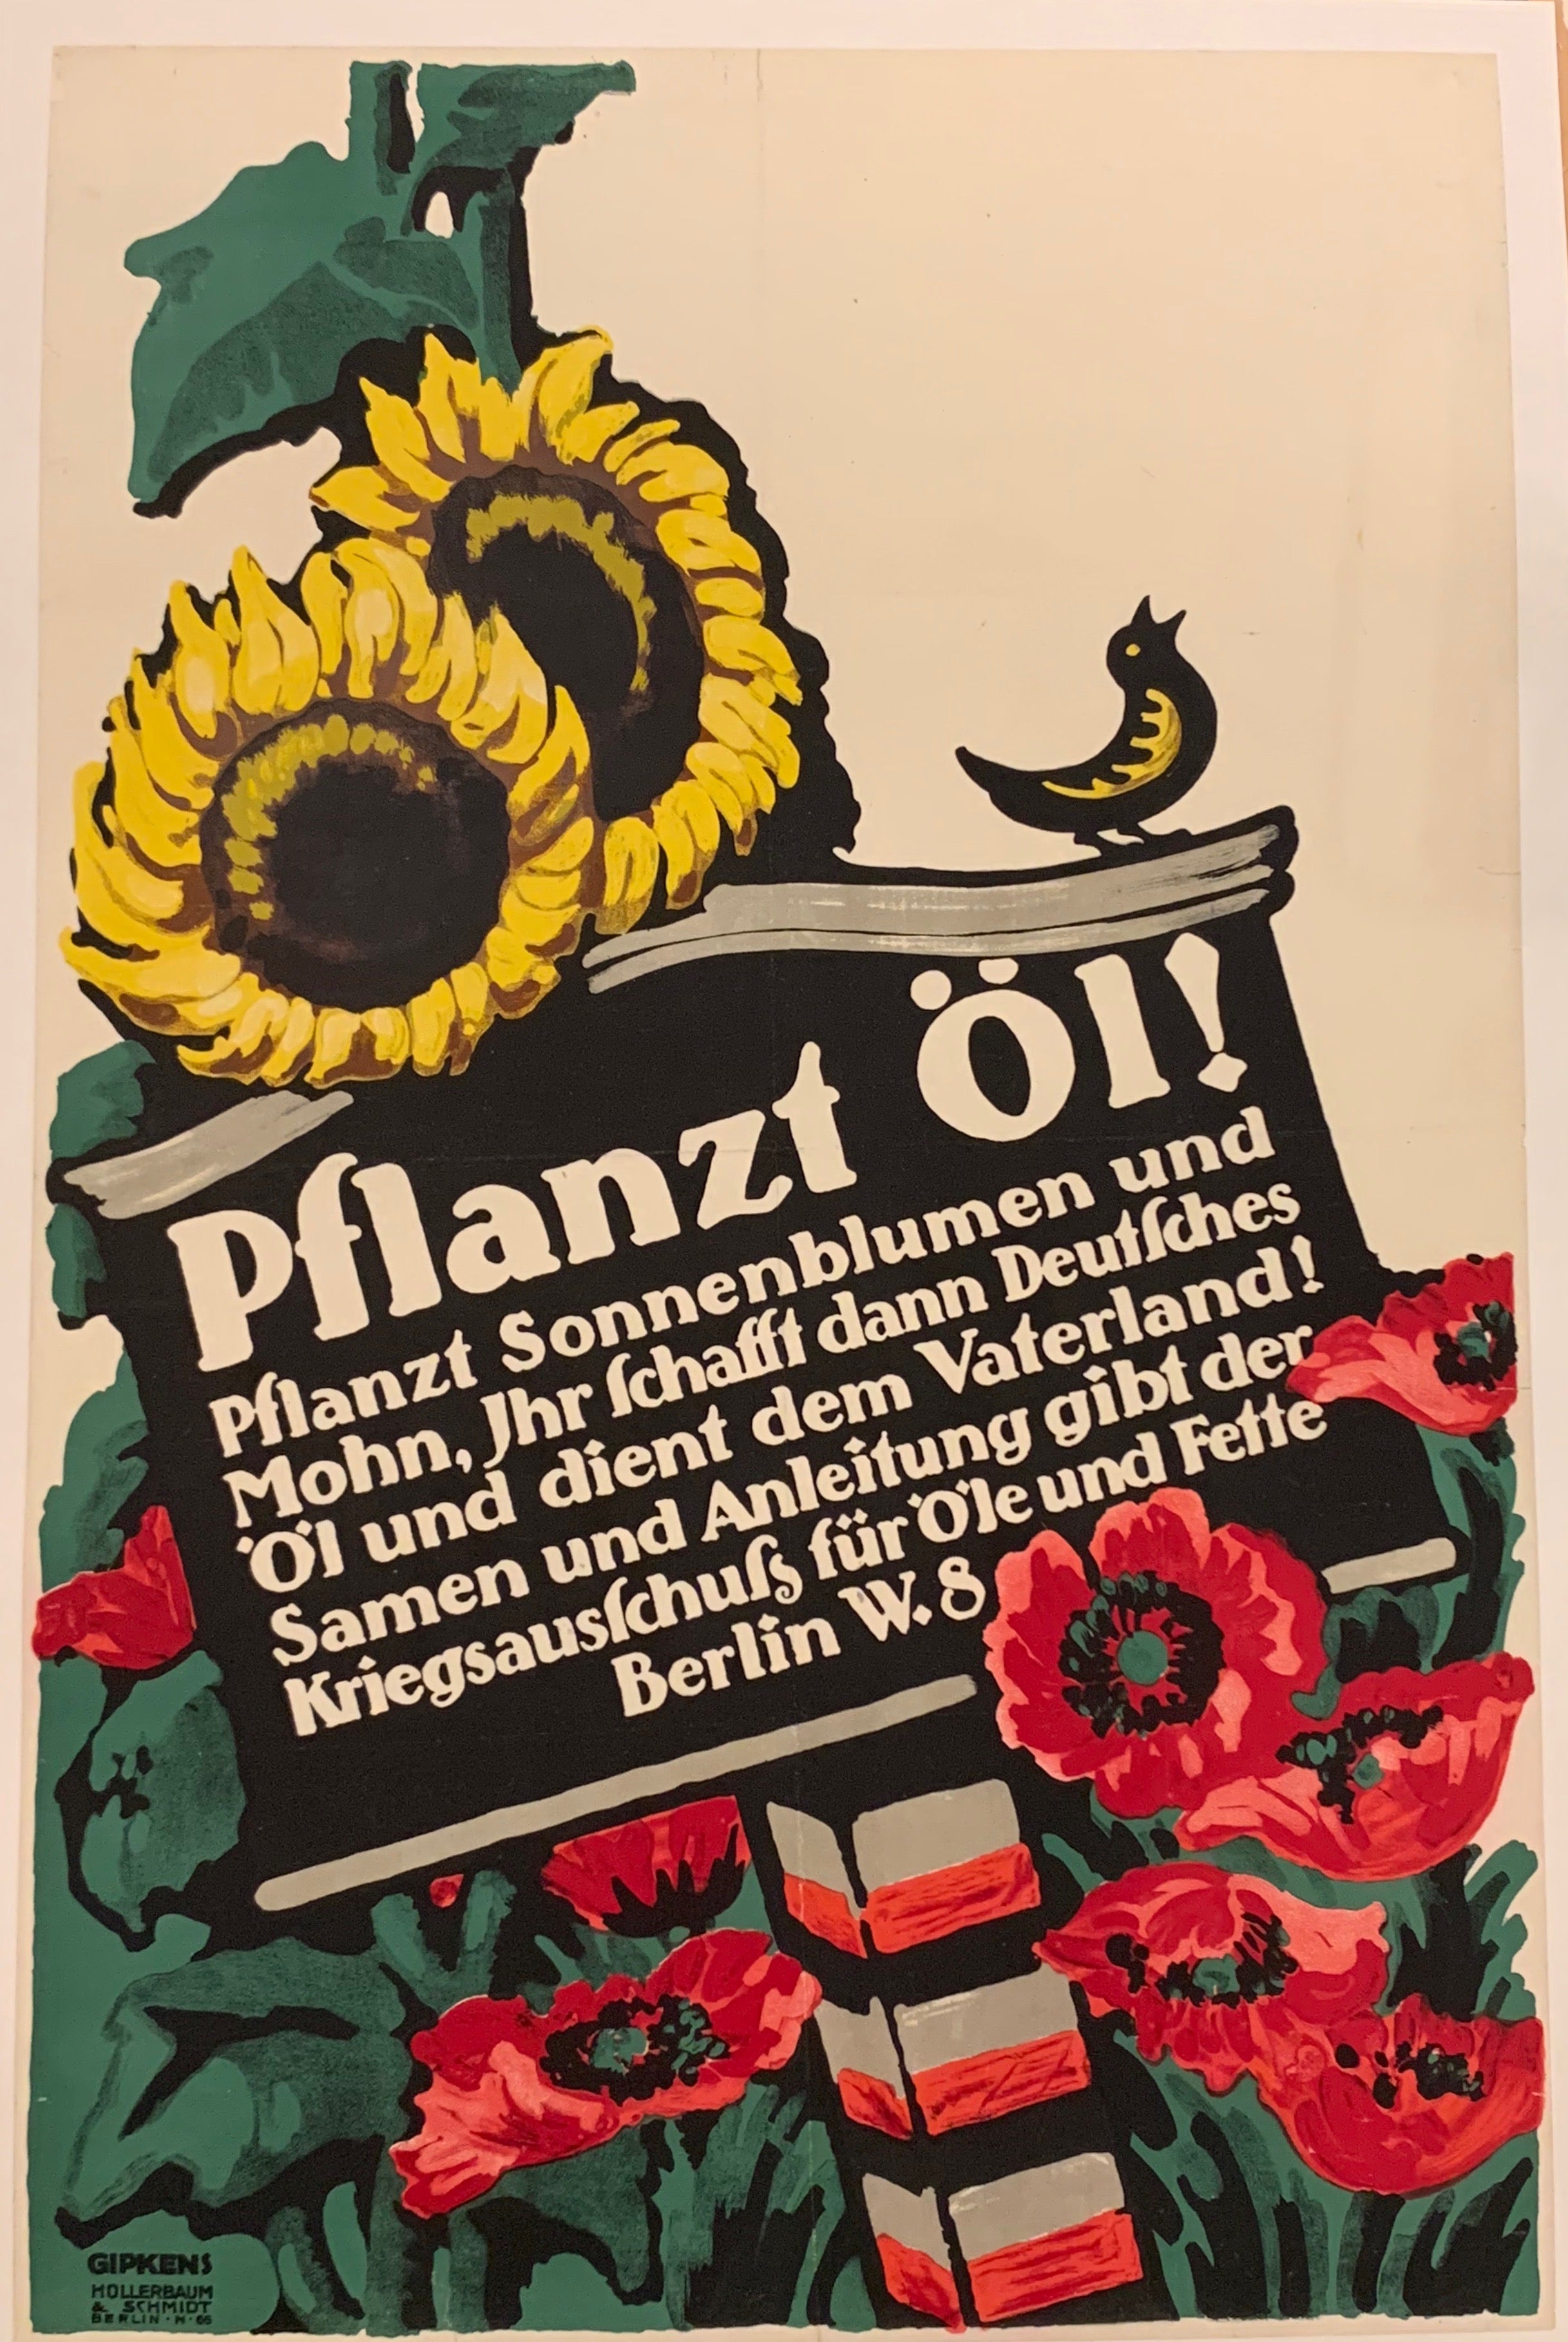 Pflanzt Öl!
Pflanzt Sonnenblumen und
Mohn, Jhr ſchafft dann Deutſches
Öl und dient dem Vaterland!
Samen und Anleitung gibt der
Kriegsausſchuſs für Öle und Fette
Berlin W. 8
GIPKENS
HOLLERBAUM
& SCHMIDT
BERLIN·N·65